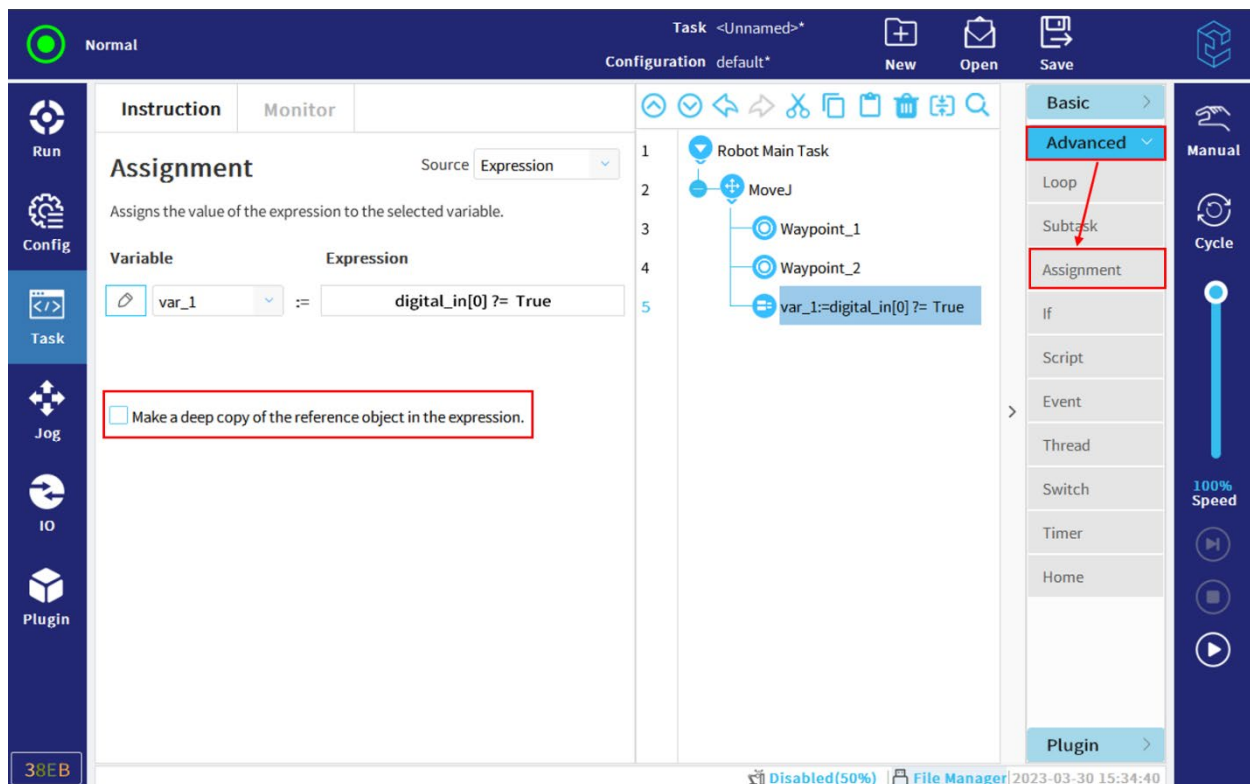 Normal
Task <Unnamed>*
Configuration default*
New
Open
Save
Run
Config
Task
Jog
IO
Plugin
38EB
Instruction
Monitor
Assignment
Source Expression
Assigns the value of the expression to the selected variable.
Variable
Expression
var_1
:=
digital_in[0] ?= True
Make a deep copy of the reference object in the expression.
1 Robot Main Task
2 MoveJ
3 Waypoint_1
4 Waypoint_2
5 var_1:=digital_in[0] ?= True
Basic
Advanced
Loop
Subtask
Assignment
If
Script
Event
Thread
Switch
Timer
Home
Plugin
Manual
Cycle
100%
Speed
Disabled(50%)
File Manager
2023-03-30 15:34:40